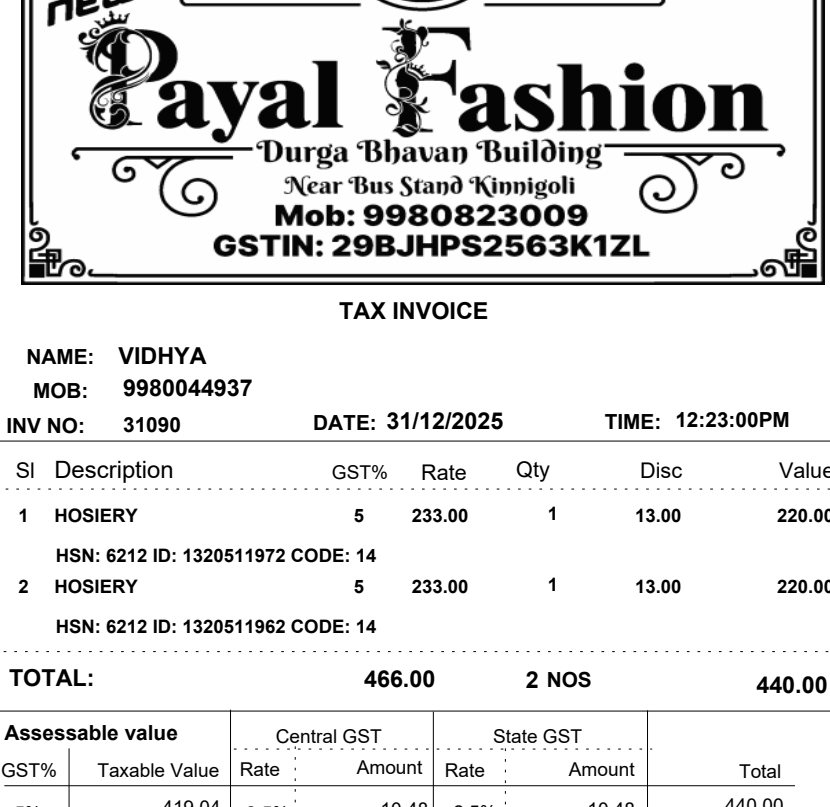 new
Payal Fashion
Durga Bhavan Building
Near Bus Stand Kinnigoli
Mob: 9980823009
GSTIN: 29BJHPS2563K1ZL
TAX INVOICE
NAME: VIDHYA
MOB: 9980044937
INV NO: 31090 DATE: 31/12/2025 TIME: 12:23:00PM
Sl Description GST% Rate Qty Disc Value
1 HOSIERY 5 233.00 1 13.00 220.00
HSN: 6212 ID: 1320511972 CODE: 14
2 HOSIERY 5 233.00 1 13.00 220.00
HSN: 6212 ID: 1320511962 CODE: 14
TOTAL: 466.00 2 NOS 440.00
Assessable value Central GST State GST
GST% Taxable Value Rate Amount Rate Amount Total
419.04 10.48 10.48 440.00